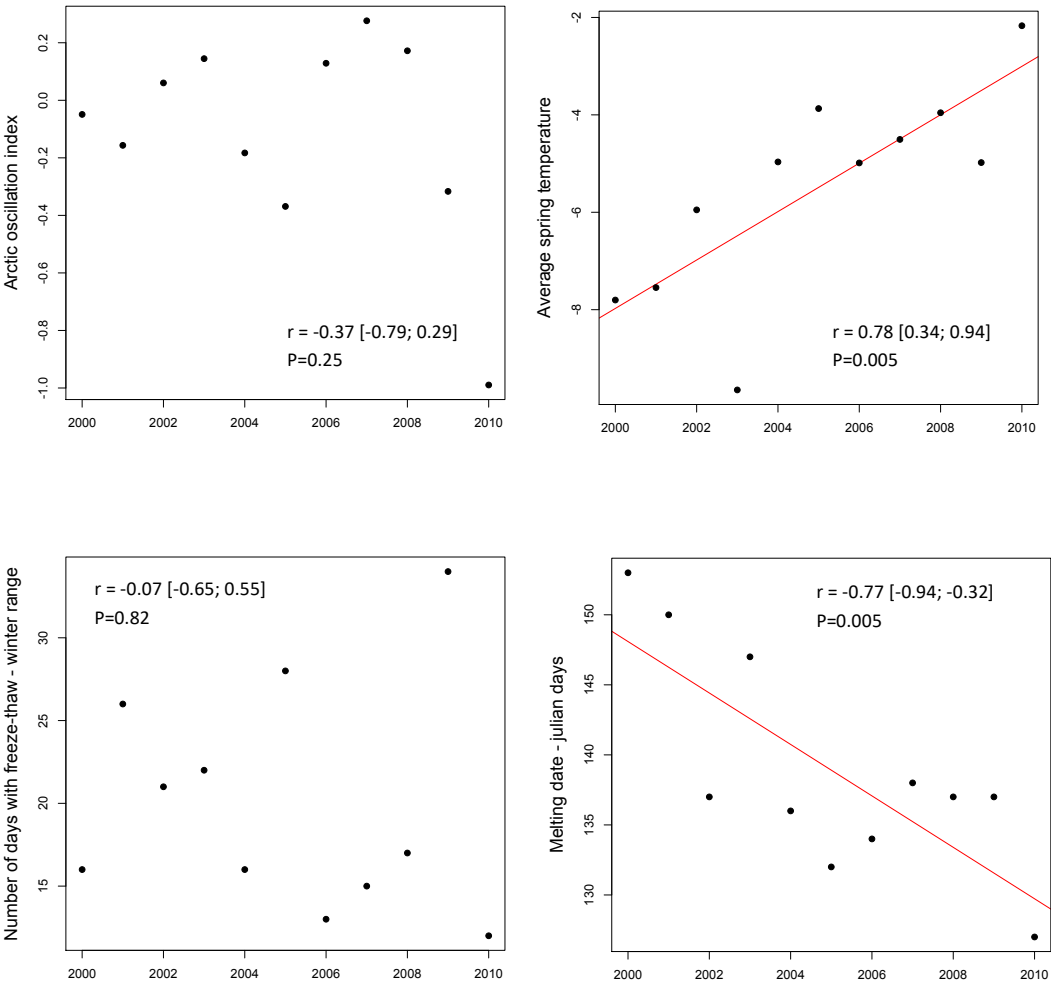 Arctic oscillation index
0.2
0.0
-0.2
-0.4
-0.6
-0.8
-1.0
r = -0.37 [-0.79; 0.29]
P=0.25
2000 2002 2004 2006 2008 2010
Average spring temperature
-2
-4
-6
-8
r = 0.78 [0.34; 0.94]
P=0.005
2000 2002 2004 2006 2008 2010
Number of days with freeze-thaw - winter range
r = -0.07 [-0.65; 0.55]
P=0.82
30
25
20
15
2000 2002 2004 2006 2008 2010
Melting date - julian days
r = -0.77 [-0.94; -0.32]
P=0.005
150
145
140
135
130
2000 2002 2004 2006 2008 2010